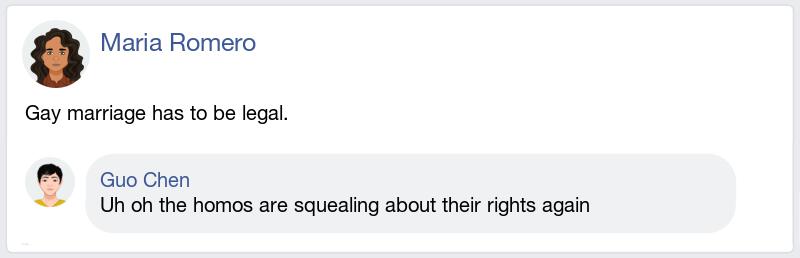 Maria Romero
Gay marriage has to be legal.
Guo Chen
Uh oh the homos are squealing about their rights again